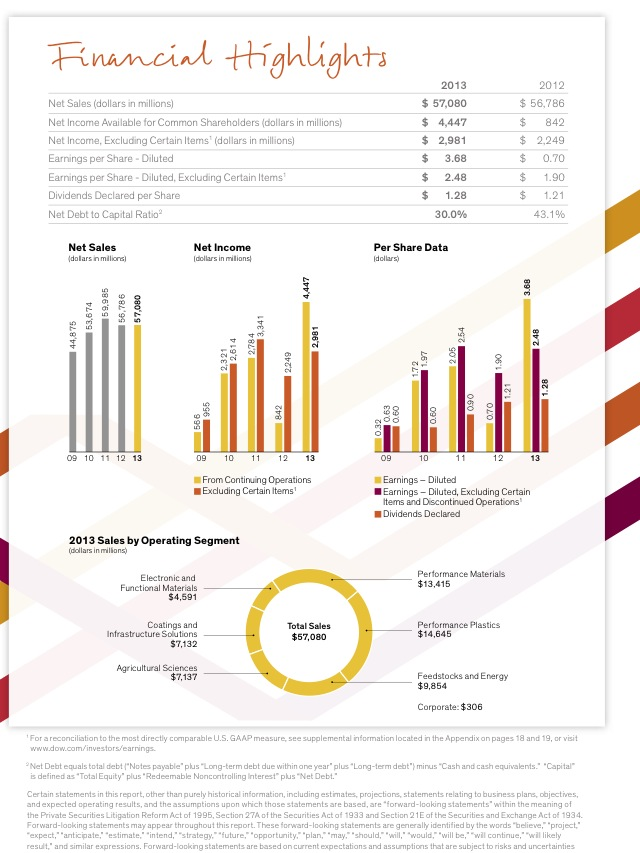 Financial Highlights
2013 2012
Net Sales (dollars in millions) $ 57,080 $ 56,786
Net Income Available for Common Shareholders (dollars in millions) $ 4,447 $ 842
Net Income, Excluding Certain Items¹ (dollars in millions) $ 2,981 $ 2,249
Earnings per Share - Diluted $ 3.68 $ 0.70
Earnings per Share - Diluted, Excluding Certain Items¹ $ 2.48 $ 1.90
Dividends Declared per Share $ 1.28 $ 1.21
Net Debt to Capital Ratio² 30.0% 43.1%
Net Sales
(dollars in millions)
44,875 53,674 59,985 56,786 57,080
09 10 11 12 13
Net Income
(dollars in millions)
566 955 2,321 2,614 2,784 3,341 842 2,249 4,447 2,981
09 10 11 12 13
From Continuing Operations
Excluding Certain Items¹
Per Share Data
(dollars)
0.32 0.63 0.60 1.72 1.97 0.60 2.05 2.54 0.90 0.70 1.90 1.21 3.68 2.48 1.28
09 10 11 12 13
Earnings – Diluted
Earnings – Diluted, Excluding Certain
Items and Discontinued Operations¹
Dividends Declared
2013 Sales by Operating Segment
(dollars in millions)
Electronic and
Functional Materials
$4,591
Coatings and
Infrastructure Solutions
$7,132
Agricultural Sciences
$7,137
Total Sales
$57,080
Performance Materials
$13,415
Performance Plastics
$14,645
Feedstocks and Energy
$9,854
Corporate: $306
¹ For a reconciliation to the most directly comparable U.S. GAAP measure, see supplemental information located in the Appendix on pages 18 and 19, or visit
www.dow.com/investors/earnings.
² Net Debt equals total debt (“Notes payable” plus “Long-term debt due within one year” plus “Long-term debt”) minus “Cash and cash equivalents.” “Capital”
is defined as “Total Equity” plus “Redeemable Noncontrolling Interest” plus “Net Debt.”
Certain statements in this report, other than purely historical information, including estimates, projections, statements relating to business plans, objectives,
and expected operating results, and the assumptions upon which those statements are based, are “forward-looking statements” within the meaning of
the Private Securities Litigation Reform Act of 1995, Section 27A of the Securities Act of 1933 and Section 21E of the Securities and Exchange Act of 1934.
Forward-looking statements may appear throughout this report. These forward-looking statements are generally identified by the words “believe,” “project,”
“expect,” “anticipate,” “estimate,” “intend,” “strategy,” “future,” “opportunity,” “plan,” “may,” “should,” “will,” “would,” “will be,” “will continue,” “will likely
result,” and similar expressions. Forward-looking statements are based on current expectations and assumptions that are subject to risks and uncertainties